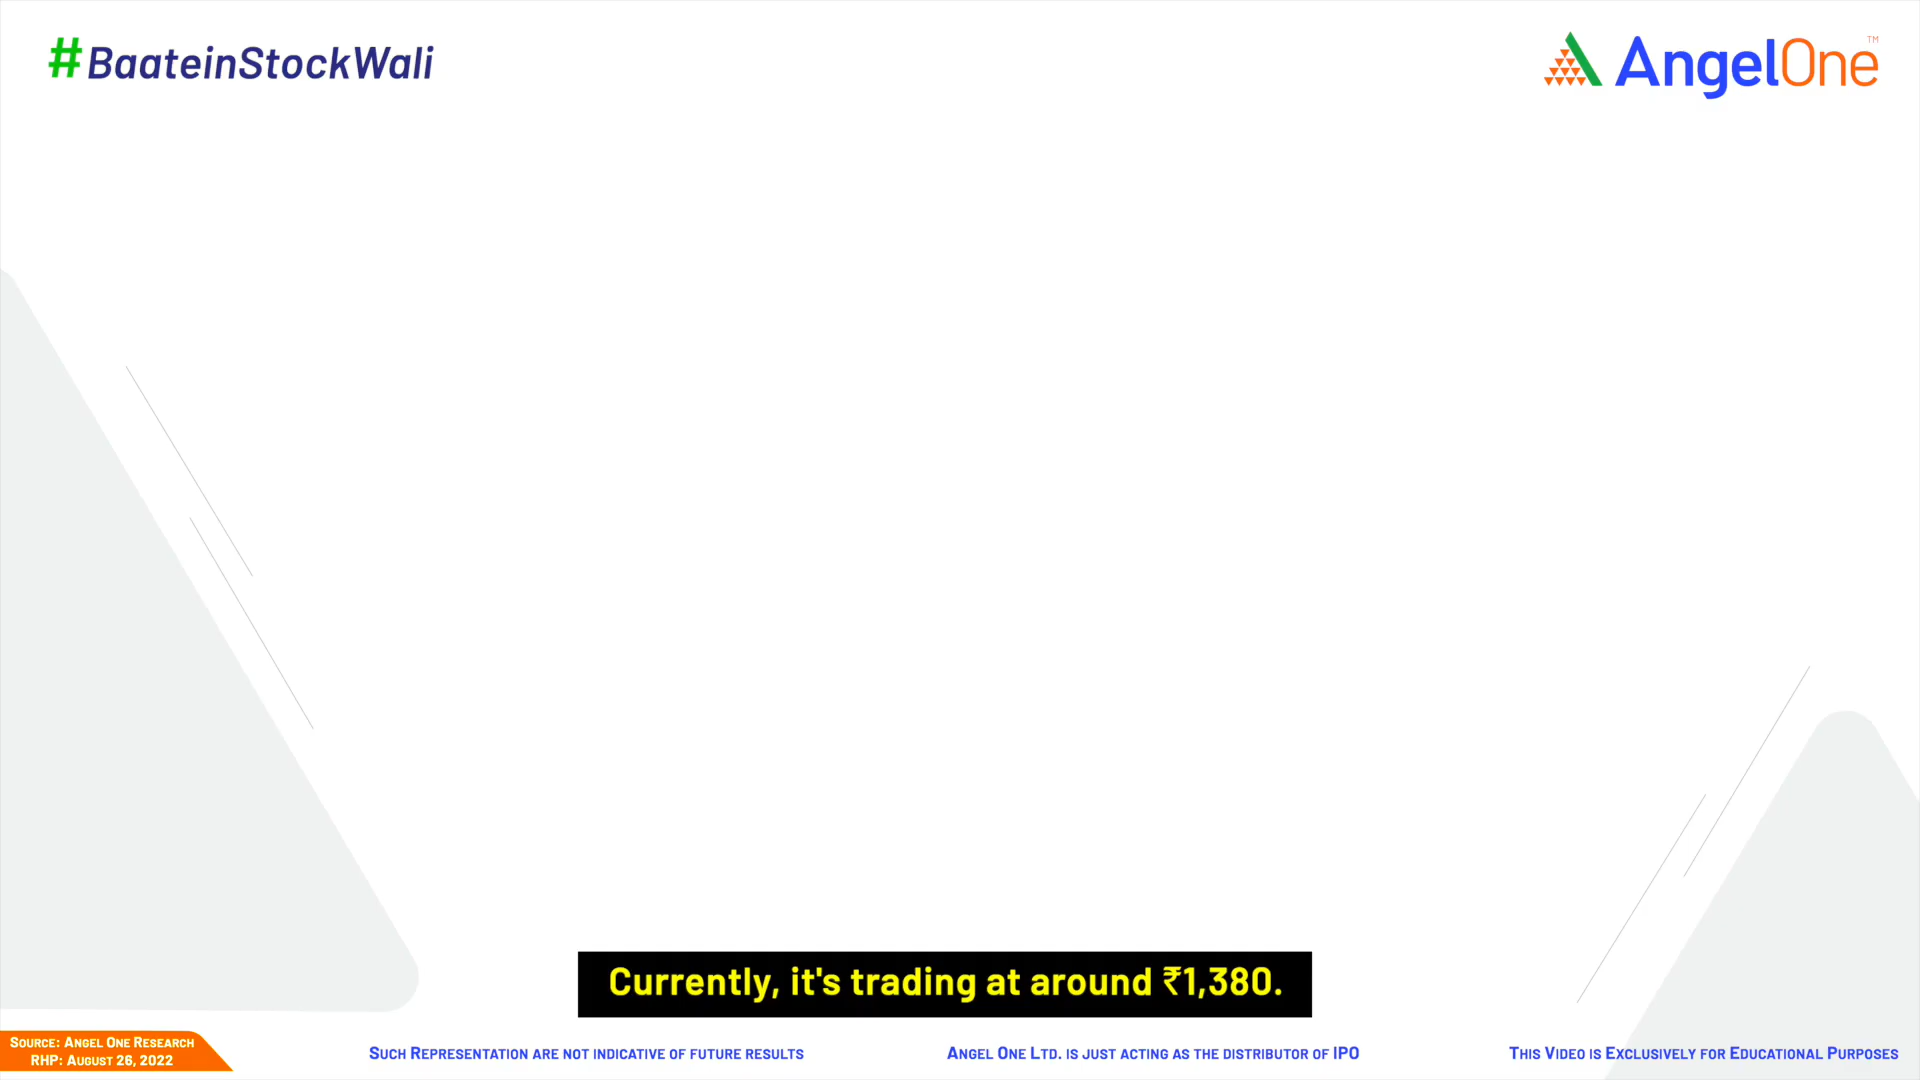 #BaateinStockWali
AngelOne
TM
Currently, it's trading at around ₹1,380.
SOURCE: ANGEL ONE RESEARCH
RHP: AUGUST 26, 2022
SUCH REPRESENTATION ARE NOT INDICATIVE OF FUTURE RESULTS
ANGEL ONE LTD. IS JUST ACTING AS THE DISTRIBUTOR OF IPO
THIS VIDEO IS EXCLUSIVELY FOR EDUCATIONAL PURPOSES